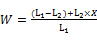 W = (L₁−L₂)+L₂×X / L₁